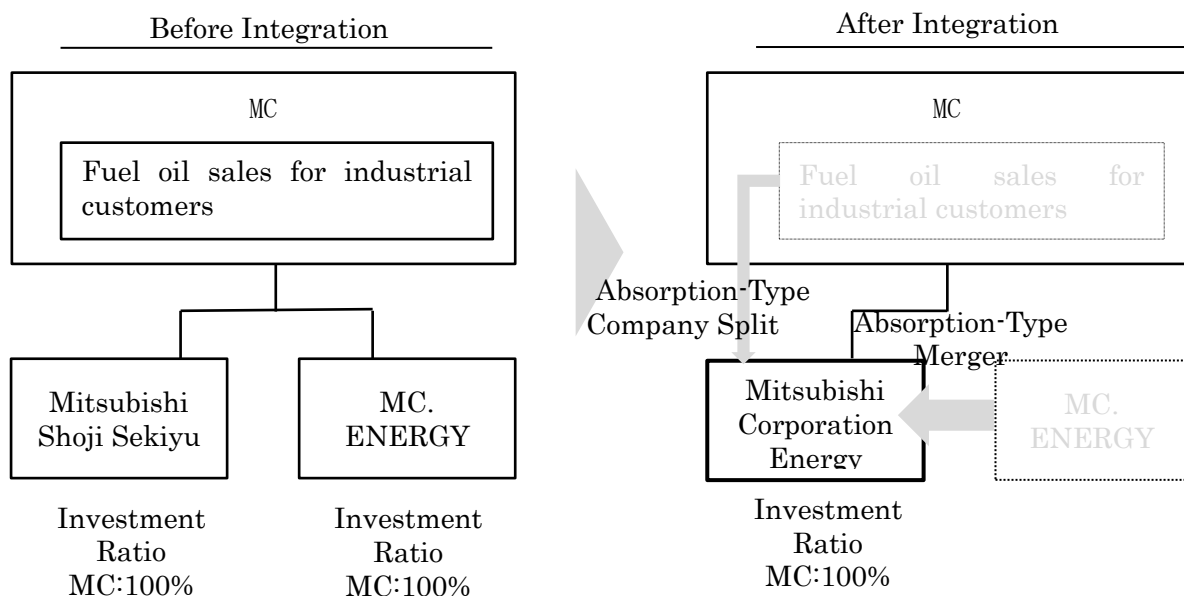 Before Integration
MC
Fuel oil sales for industrial
customers
Mitsubishi
Shoji Sekiyu
MC.
ENERGY
Investment
Ratio
MC:100%
Investment
Ratio
MC:100%
After Integration
MC
Fuel oil sales for
industrial customers
Absorption-Type
Company Split
Absorption-Type
Merger
Mitsubishi
Corporation
Energy
MC.
ENERGY
Investment
Ratio
MC:100%